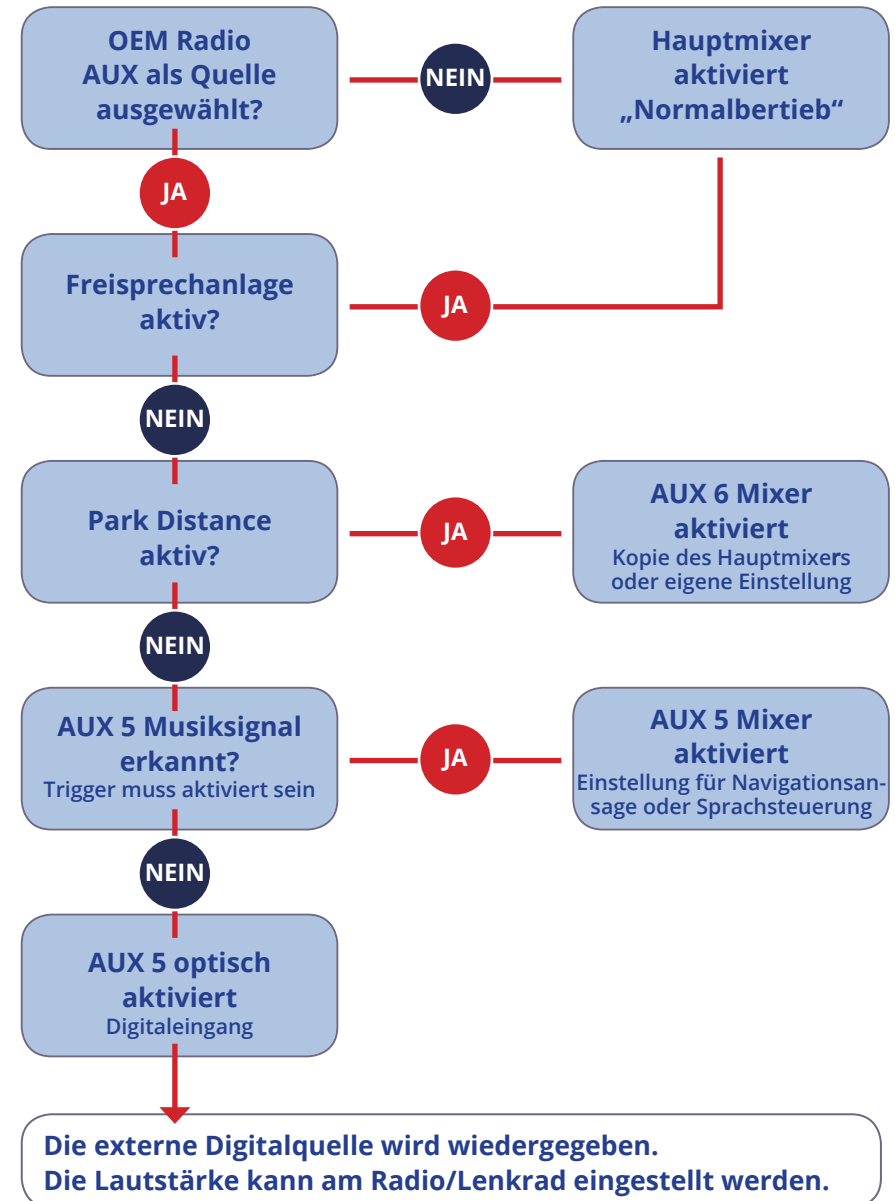 OEM Radio
AUX als Quelle
ausgewählt?
NEIN
Hauptmixer
aktiviert
„Normalbertieb“
JA
Freisprechanlage
aktiv?
JA
NEIN
Park Distance
aktiv?
JA
AUX 6 Mixer
aktiviert
Kopie des Hauptmixers
oder eigene Einstellung
NEIN
AUX 5 Musiksignal
erkannt?
Trigger muss aktiviert sein
JA
AUX 5 Mixer
aktiviert
Einstellung für Navigationsan-
sage oder Sprachsteuerung
NEIN
AUX 5 optisch
aktiviert
Digitaleingang
Die externe Digitalquelle wird wiedergegeben.
Die Lautstärke kann am Radio/Lenkrad eingestellt werden.